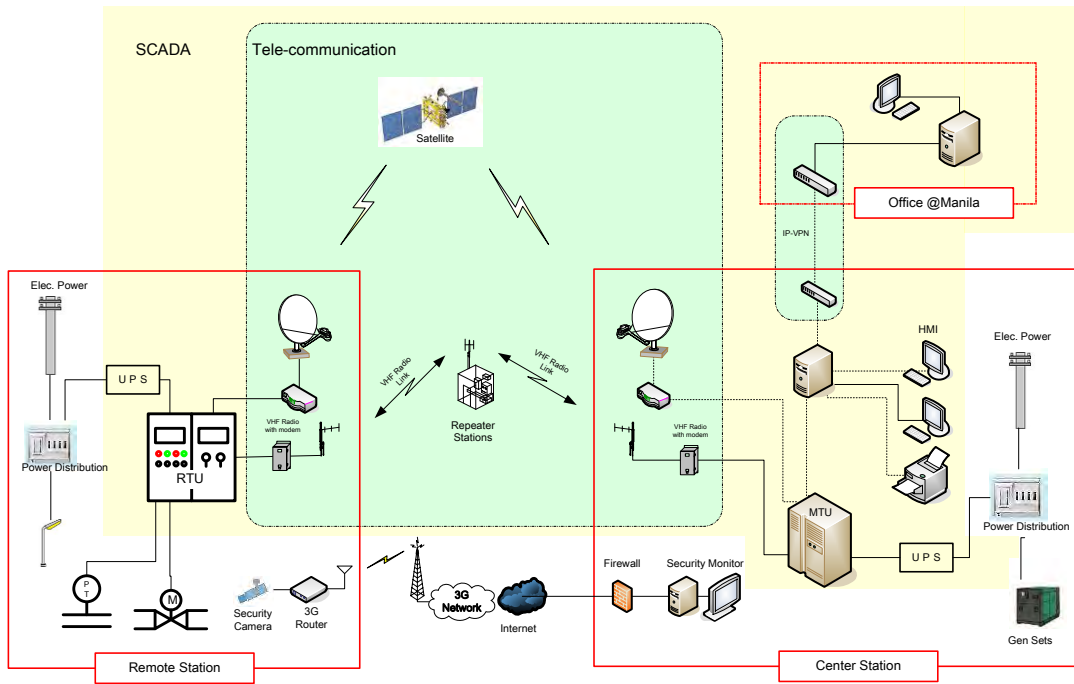 SCADA
Tele-communication
Satellite
Office @Manila
IP-VPN
Elec. Power
U P S
Power Distribution
RTU
VHF Radio
with modem
P
T
M
Security
Camera
3G
Router
Remote Station
VHF Radio
Link
Repeater
Stations
VHF Radio
Link
3G
Network
Internet
Firewall
Security Monitor
VHF Radio
with modem
HMI
MTU
U P S
Elec. Power
Power Distribution
Gen Sets
Center Station